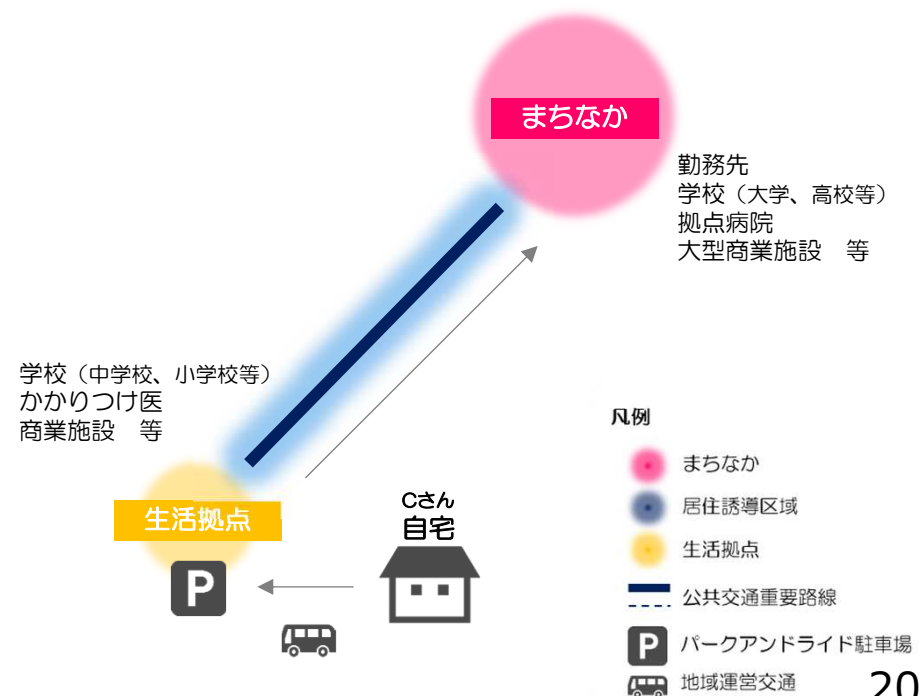 まちなか
勤務先
学校（大学、高校等）
拠点病院
大型商業施設　等
学校（中学校、小学校等）
かかりつけ医
商業施設　等
生活拠点
P
Cさん
自宅
凡例
まちなか
居住誘導区域
生活拠点
公共交通重要路線
P パークアンドライド駐車場
地域運営交通
20